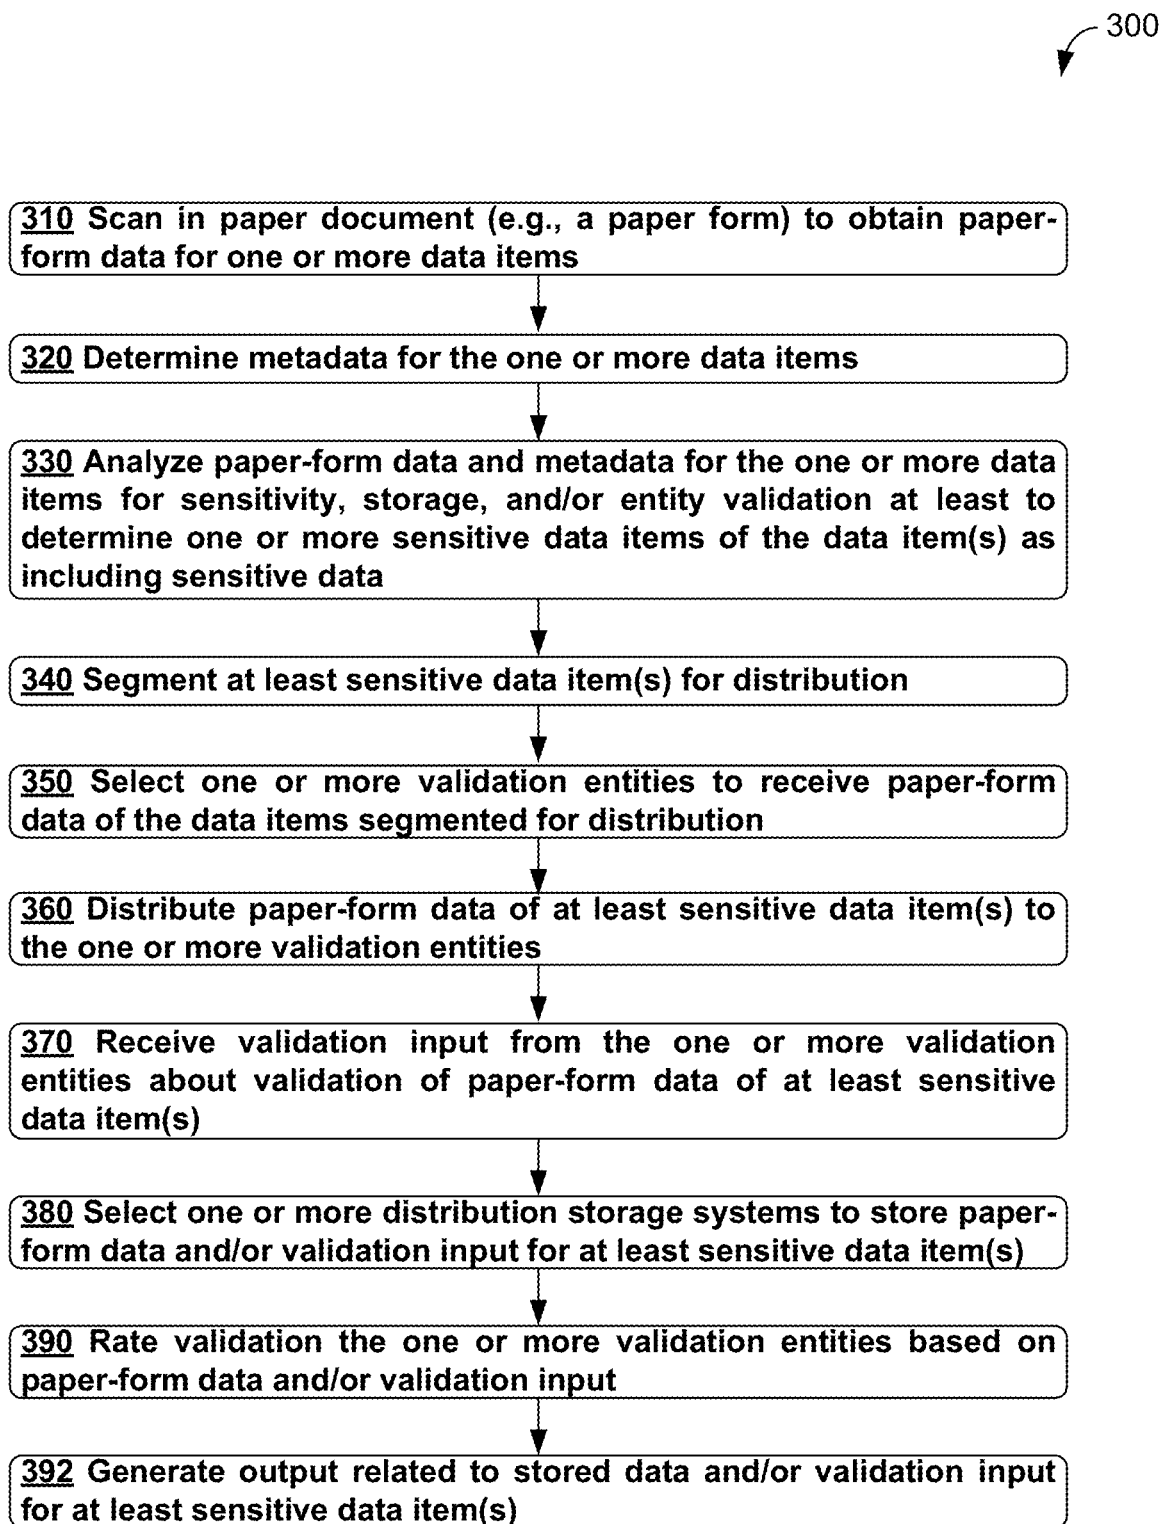 300
310 Scan in paper document (e.g., a paper form) to obtain paper-
form data for one or more data items
320 Determine metadata for the one or more data items
330 Analyze paper-form data and metadata for the one or more data
items for sensitivity, storage, and/or entity validation at least to
determine one or more sensitive data items of the data item(s) as
including sensitive data
340 Segment at least sensitive data item(s) for distribution
350 Select one or more validation entities to receive paper-form
data of the data items segmented for distribution
360 Distribute paper-form data of at least sensitive data item(s) to
the one or more validation entities
370 Receive validation input from the one or more validation
entities about validation of paper-form data of at least sensitive
data item(s)
380 Select one or more distribution storage systems to store paper-
form data and/or validation input for at least sensitive data item(s)
390 Rate validation the one or more validation entities based on
paper-form data and/or validation input
392 Generate output related to stored data and/or validation input
for at least sensitive data item(s)